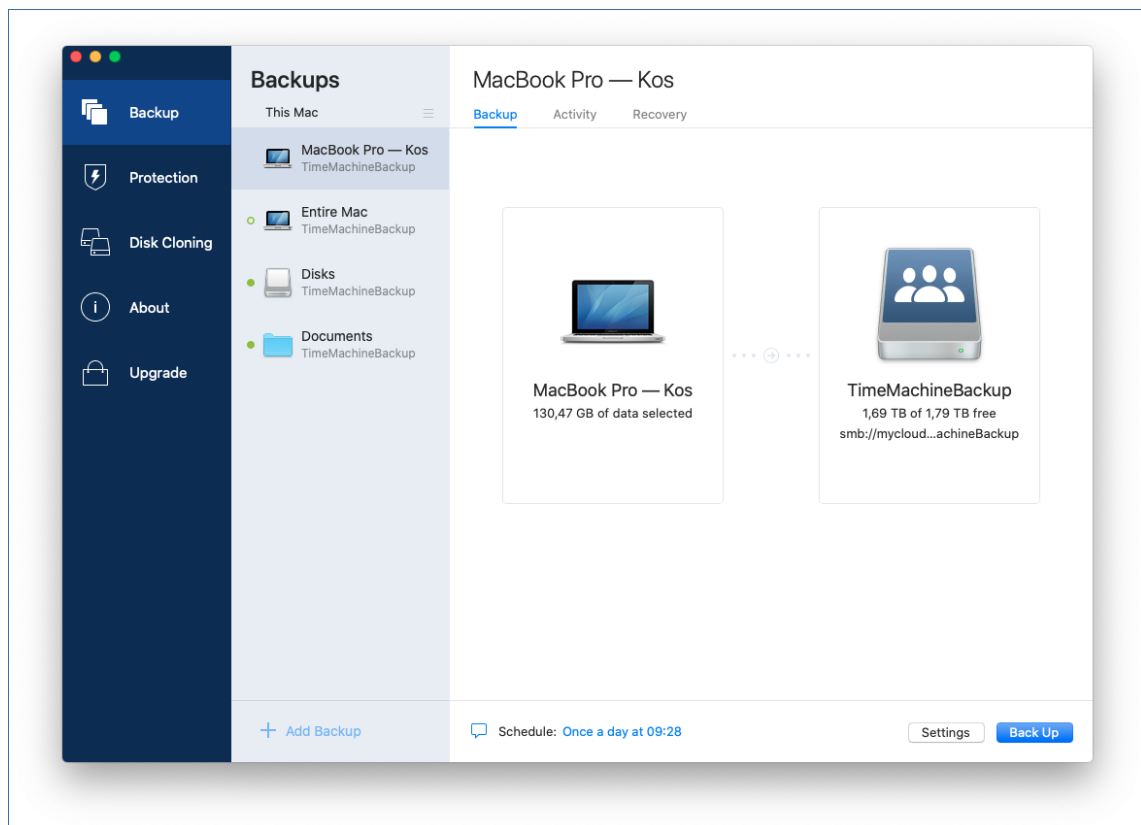 Backup
Protection
Disk Cloning
About
Upgrade
Backups
This Mac
MacBook Pro — Kos
TimeMachineBackup
Entire Mac
TimeMachineBackup
Disks
TimeMachineBackup
Documents
TimeMachineBackup
Add Backup
MacBook Pro — Kos
Backup Activity Recovery
MacBook Pro — Kos
130,47 GB of data selected
TimeMachineBackup
1,69 TB of 1,79 TB free
smb://mycloud...achineBackup
Schedule: Once a day at 09:28
Settings
Back Up